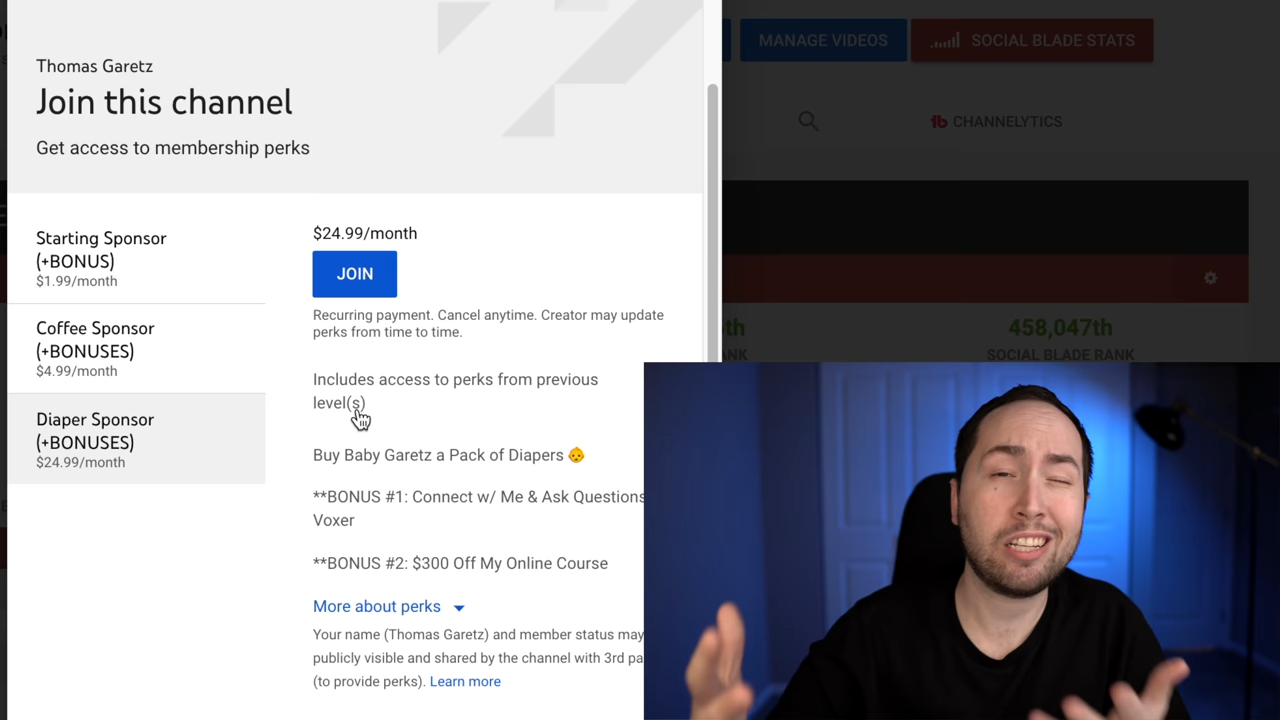 Thomas Garetz
Join this channel
Get access to membership perks
Starting Sponsor
(+BONUS)
$1.99/month
Coffee Sponsor
(+BONUSES)
$4.99/month
Diaper Sponsor
(+BONUSES)
$24.99/month
$24.99/month
JOIN
Recurring payment. Cancel anytime. Creator may update
perks from time to time.
Includes access to perks from previous
level(s)
Buy Baby Garetz a Pack of Diapers 👶
**BONUS #1: Connect w/ Me & Ask Questions
Voxer
**BONUS #2: $300 Off My Online Course
More about perks
Your name (Thomas Garetz) and member status may
publicly visible and shared by the channel with 3rd
(to provide perks). Learn more
MANAGE VIDEOS
SOCIAL BLADE STATS
CHANNELYTICS
458,047th
SOCIAL BLADE RANK